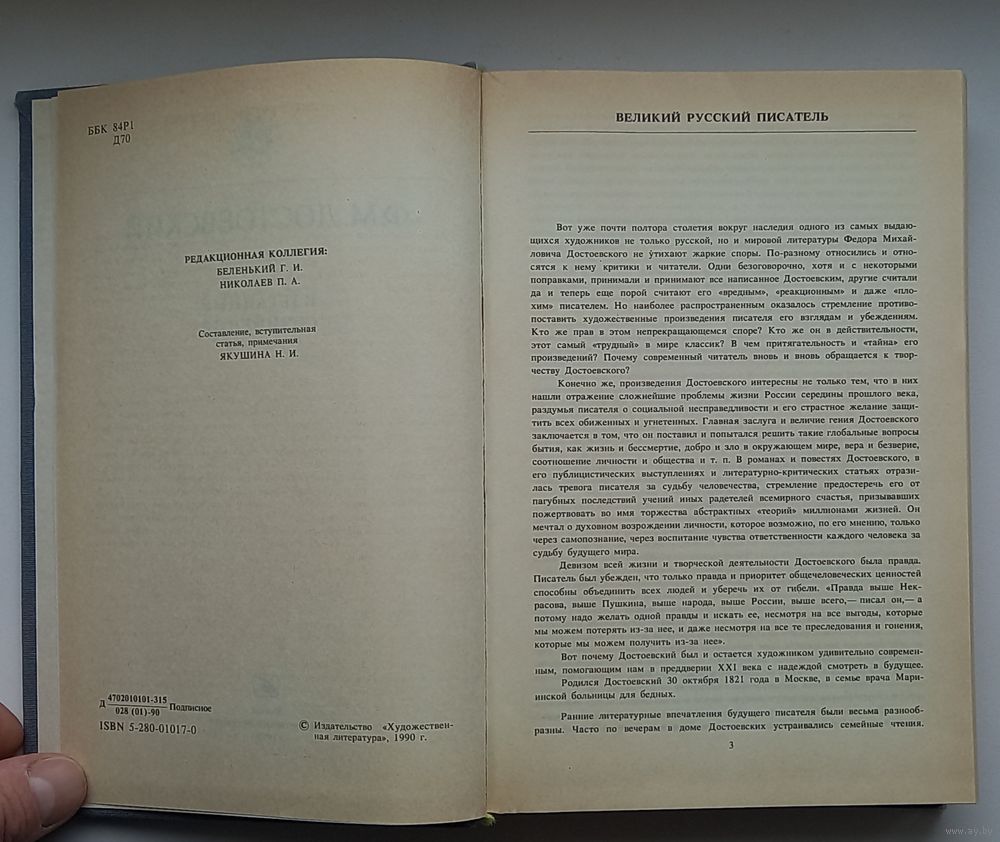 ББК 84Р1
Д70
РЕДАКЦИОННАЯ КОЛЛЕГИЯ:
БЕЛЕНЬКИЙ Г. И.
НИКОЛАЕВ П. А.
Составление, вступительная
статья, примечания
ЯКУШИНА Н. И.
Д 4702010101-315
028 (01)-90 Подписное
ISBN 5-280-01017-0
© Издательство «Художествен-
ная литература», 1990 г.
ВЕЛИКИЙ РУССКИЙ ПИСАТЕЛЬ
Вот уже почти полтора столетия вокруг наследия одного из самых выдаю-
щихся художников не только русской, но и мировой литературы Федора Михай-
ловича Достоевского не утихают жаркие споры. По-разному относились и отно-
сятся к нему критики и читатели. Одни безоговорочно, хотя и с некоторыми
поправками, принимали и принимают все написанное Достоевским, другие считали
да и теперь еще порой считают его «вредным», «реакционным» и даже «пло-
хим» писателем. Но наиболее распространенным оказалось стремление противо-
поставить художественные произведения писателя его взглядам и убеждениям.
Кто же прав в этом непрекращающемся споре? Кто же он в действительности,
этот самый «трудный» в мире классик? В чем притягательность и «тайна» его
произведений? Почему современный читатель вновь и вновь обращается к твор-
честву Достоевского?
Конечно же, произведения Достоевского интересны не только тем, что в них
нашли отражение сложнейшие проблемы жизни России середины прошлого века,
раздумья писателя о социальной несправедливости и его страстное желание защи-
тить всех обиженных и угнетенных. Главная заслуга и величие гения Достоевского
заключается в том, что он поставил и попытался решить такие глобальные вопросы
бытия, как жизнь и бессмертие, добро и зло в окружающем мире, вера и безверие,
соотношение личности и общества и т. п. В романах и повестях Достоевского, в
его публицистических выступлениях и литературно-критических статьях отрази-
лась тревога писателя за судьбу человечества, стремление предостеречь его от
пагубных последствий учений иных радетелей всемирного счастья, призывавших
пожертвовать во имя торжества абстрактных «теорий» миллионами жизней. Он
мечтал о духовном возрождении личности, которое возможно, по его мнению, только
через самопознание, через воспитание чувства ответственности каждого человека за
судьбу будущего мира.
Девизом всей жизни и творческой деятельности Достоевского была правда.
Писатель был убежден, что только правда и приоритет общечеловеческих ценностей
способны объединить всех людей и уберечь их от гибели. «Правда выше Нек-
расова, выше Пушкина, выше народа, выше России, выше всего,— писал он,— а
потому надо желать одной правды и искать ее, несмотря на все выгоды, которые
мы можем потерять из-за нее, и даже несмотря на все те преследования и гонения,
которые мы можем получить из-за нее».
Вот почему Достоевский был и остается художником удивительно современ-
ным, помогающим нам в преддверии XXI века с надеждой смотреть в будущее.
Родился Достоевский 30 октября 1821 года в Москве, в семье врача Мари-
инской больницы для бедных.
Ранние литературные впечатления будущего писателя были весьма разнооб-
разны. Часто по вечерам в доме Достоевских устраивались семейные чтения.
3
www.ay.by